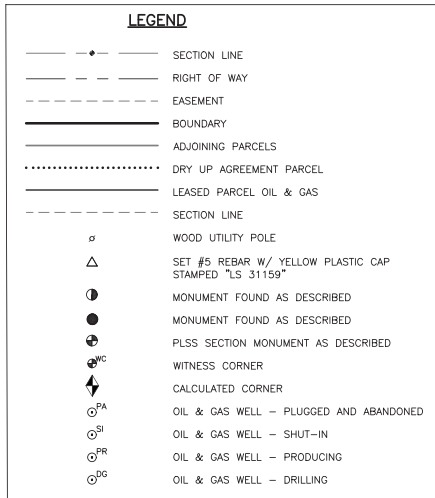 LEGEND
SECTION LINE
RIGHT OF WAY
EASEMENT
BOUNDARY
ADJOINING PARCELS
DRY UP AGREEMENT PARCEL
LEASED PARCEL OIL & GAS
SECTION LINE
WOOD UTILITY POLE
SET #5 REBAR W/ YELLOW PLASTIC CAP
STAMPED "LS 31159"
MONUMENT FOUND AS DESCRIBED
MONUMENT FOUND AS DESCRIBED
PLSS SECTION MONUMENT AS DESCRIBED
WC WITNESS CORNER
CALCULATED CORNER
PA OIL & GAS WELL – PLUGGED AND ABANDONED
SI OIL & GAS WELL – SHUT–IN
PR OIL & GAS WELL – PRODUCING
DG OIL & GAS WELL – DRILLING